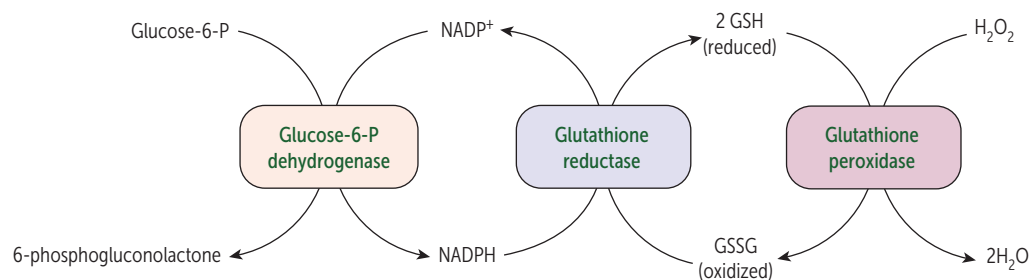 Glucose-6-P
NADP⁺
2 GSH
(reduced)
H₂O₂
Glucose-6-P
dehydrogenase
Glutathione
reductase
Glutathione
peroxidase
6-phosphogluconolactone
NADPH
GSSG
(oxidized)
2H₂O